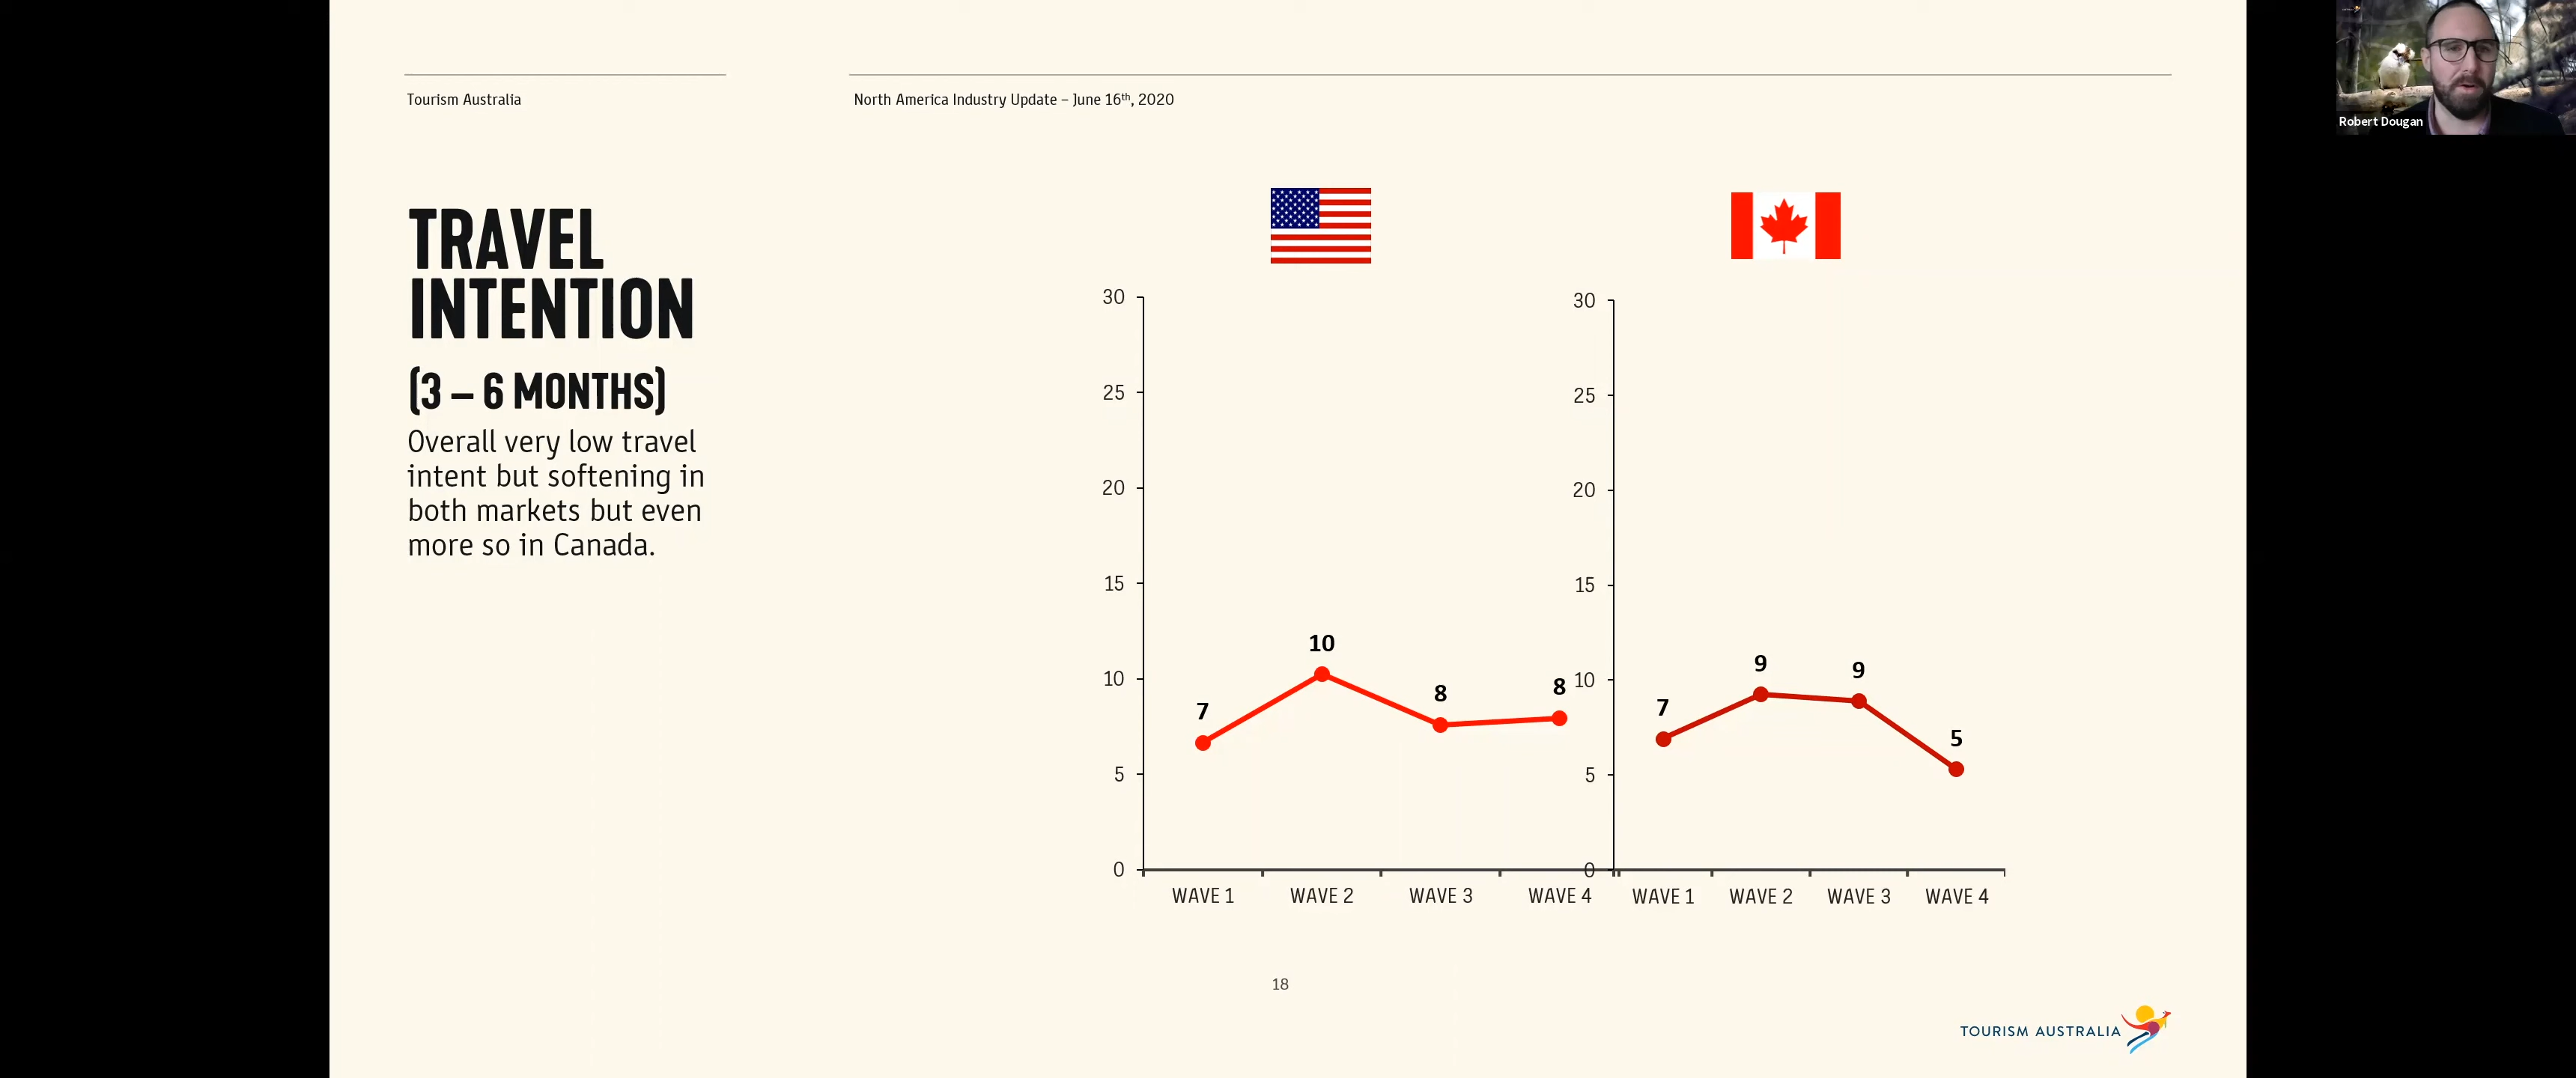 Tourism Australia
North America Industry Update – June 16th, 2020
Robert Dougan
TRAVEL
INTENTION
(3 – 6 MONTHS)
Overall very low travel
intent but softening in
both markets but even
more so in Canada.
30
25
20
15
10
5
0
7
10
8
8
WAVE 1
WAVE 2
WAVE 3
WAVE 4
30
25
20
15
10
5
0
7
9
9
5
WAVE 1
WAVE 2
WAVE 3
WAVE 4
18
TOURISM AUSTRALIA